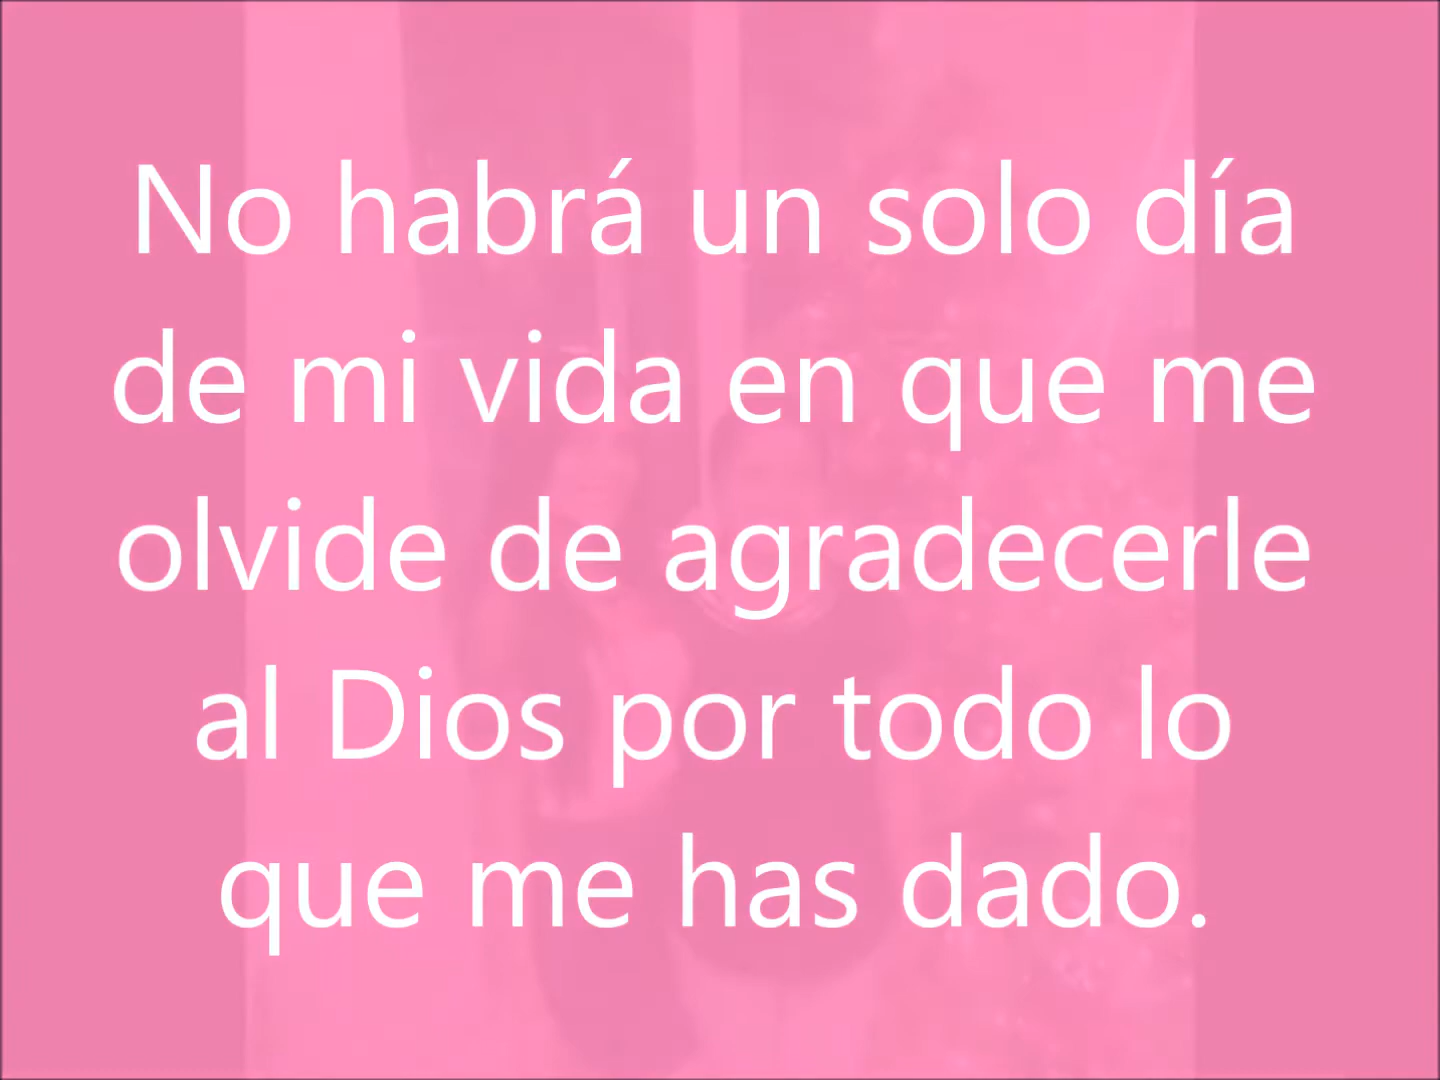 No habrá un solo día
de mi vida en que me
olvide de agradecerle
al Dios por todo lo
que me has dado.